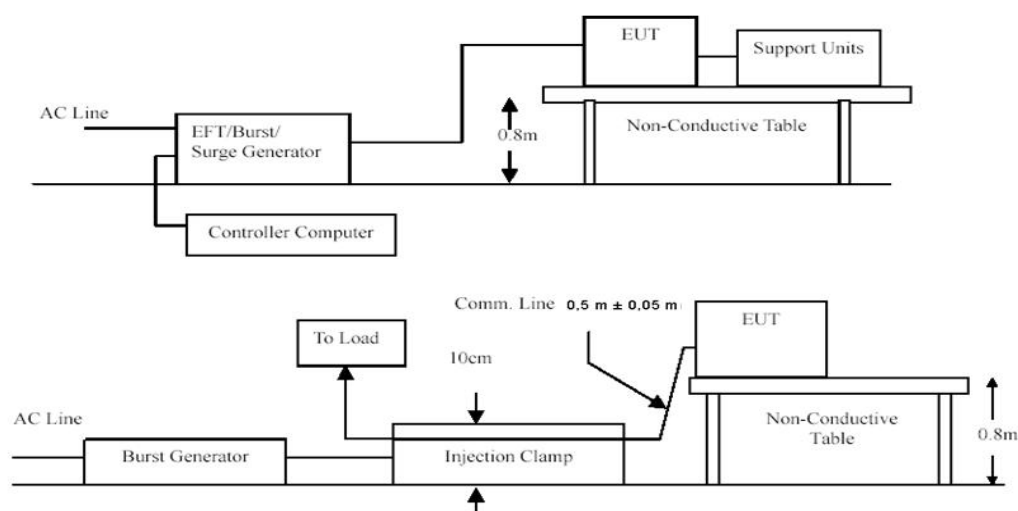 EUT
Support Units
AC Line
EFT/Burst/
Surge Generator
0.8m
Non-Conductive Table
Controller Computer
Comm. Line 0,5 m ± 0,05 m
EUT
To Load
10cm
AC Line
Burst Generator
Injection Clamp
Non-Conductive
Table
0.8m